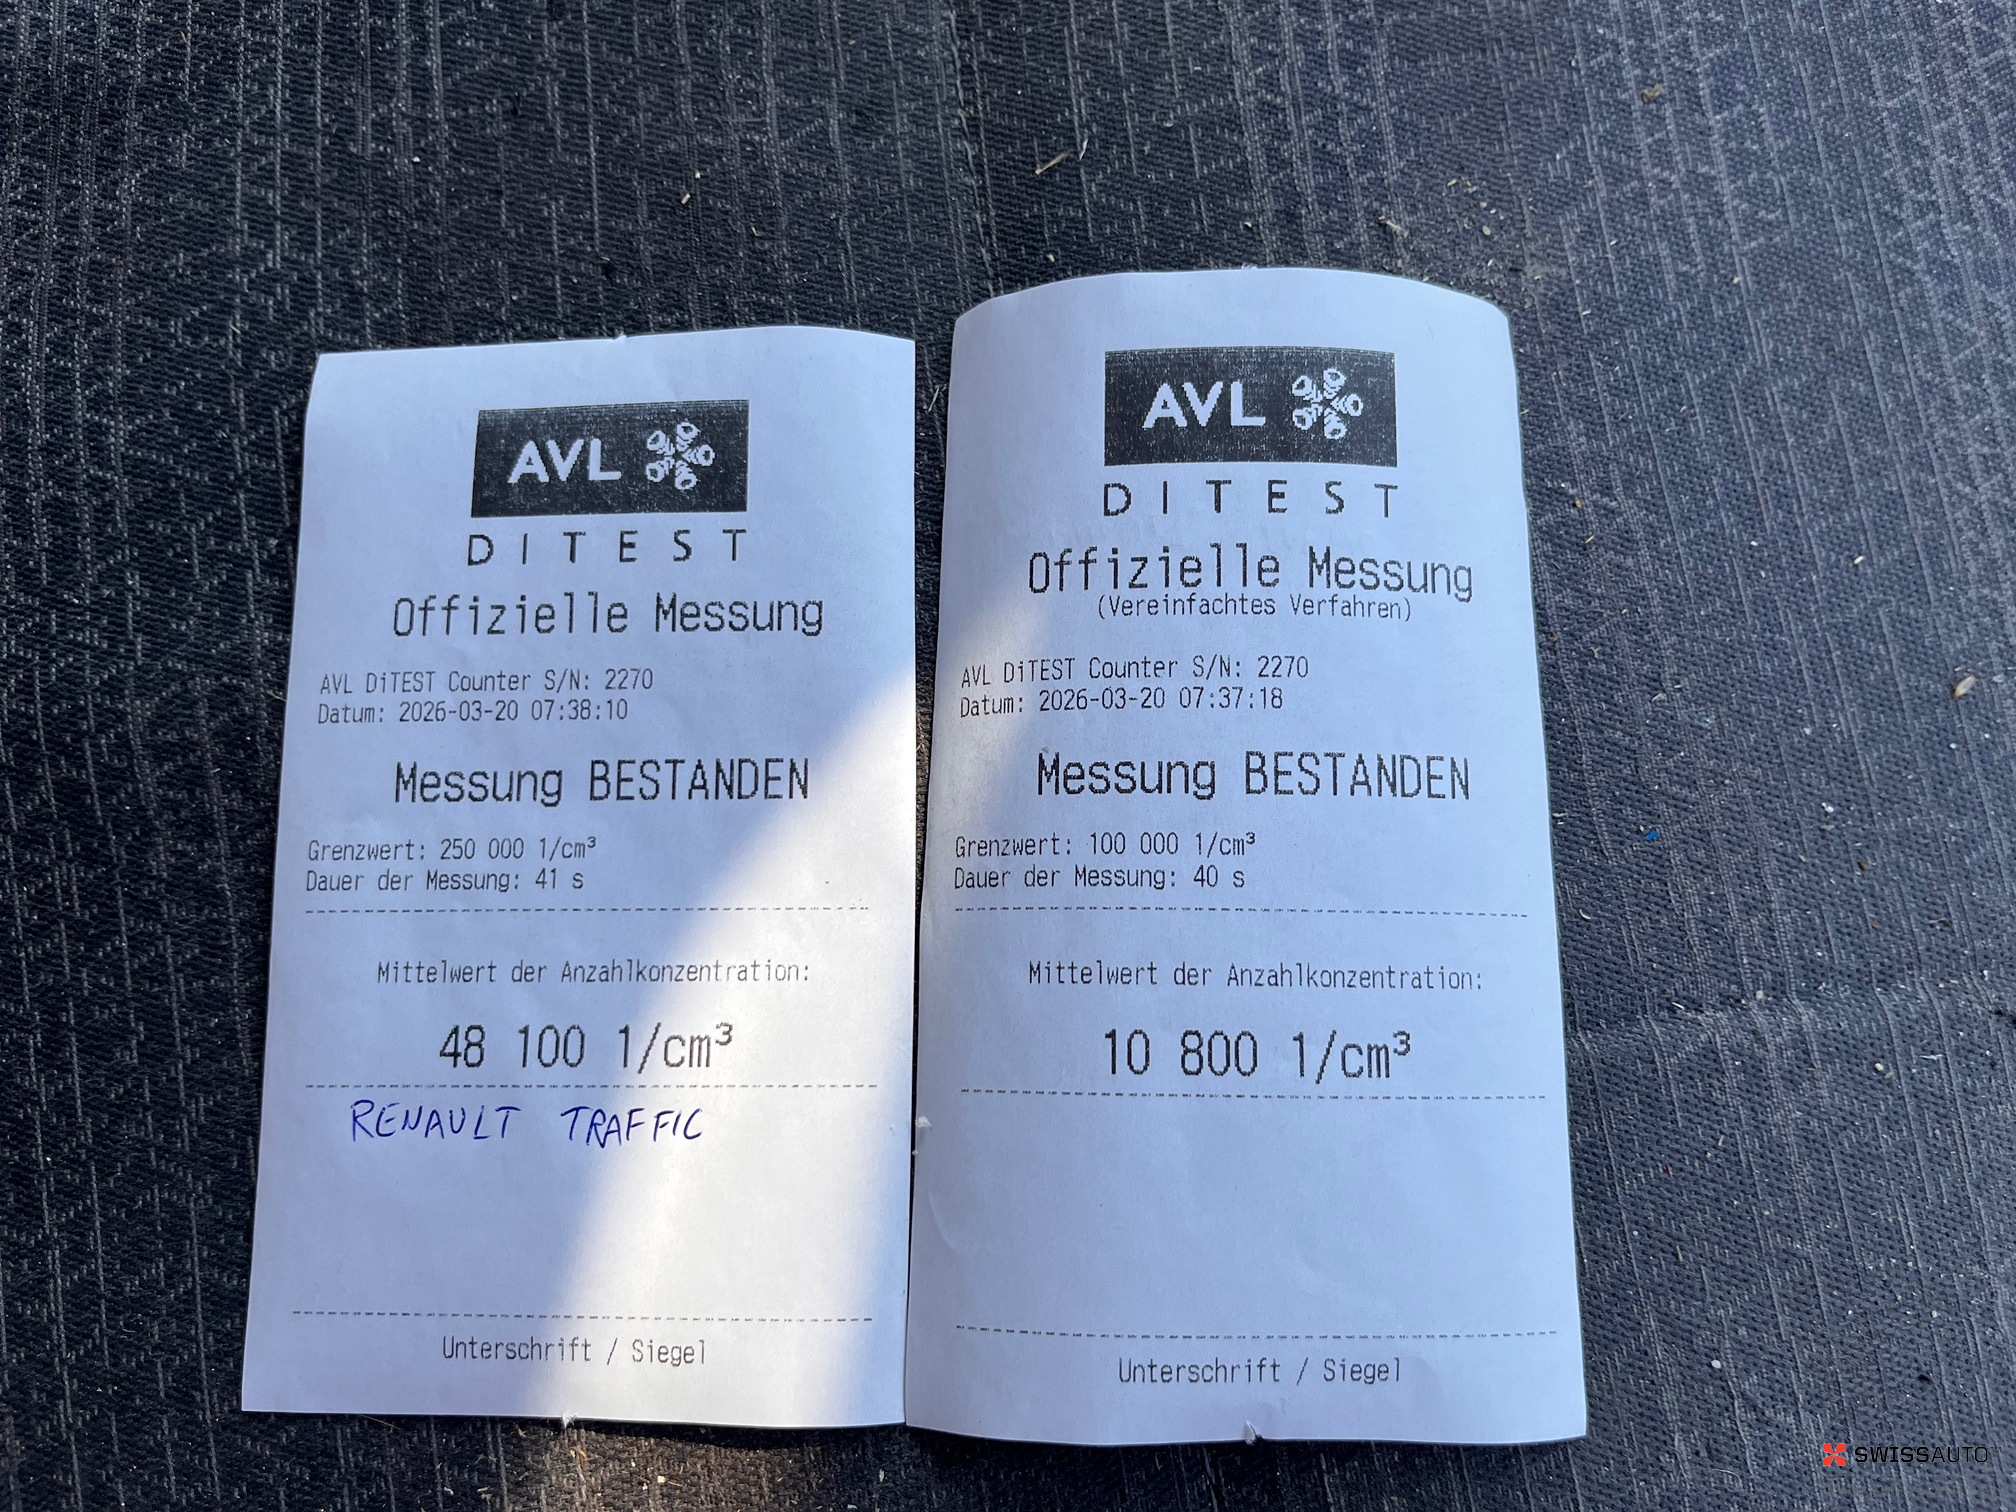 AVL
DITEST
Offizielle Messung
AVL DiTEST Counter S/N: 2270
Datum: 2026-03-20 07:38:10
Messung BESTANDEN
Grenzwert: 250 000 1/cm³
Dauer der Messung: 41 s
Mittelwert der Anzahlkonzentration:
48 100 1/cm³
RENAULT TRAFFIC
Unterschrift / Siegel
AVL
DITEST
Offizielle Messung
(Vereinfachtes Verfahren)
AVL DiTEST Counter S/N: 2270
Datum: 2026-03-20 07:37:18
Messung BESTANDEN
Grenzwert: 100 000 1/cm³
Dauer der Messung: 40 s
Mittelwert der Anzahlkonzentration:
10 800 1/cm³
Unterschrift / Siegel
SWISSAUTO